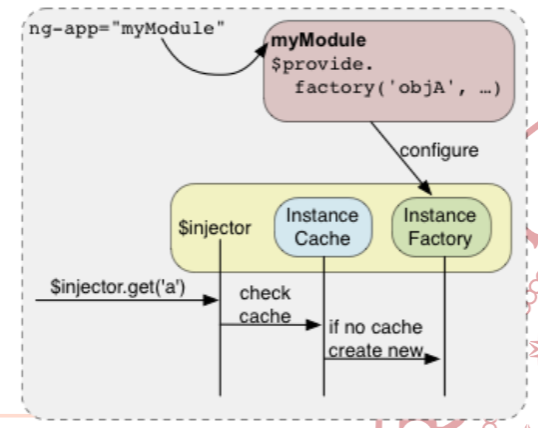 ng-app="myModule"
myModule
$provide.
factory('objA', …)
configure
$injector
Instance
Cache
Instance
Factory
$injector.get('a')
check
cache
if no cache
create new